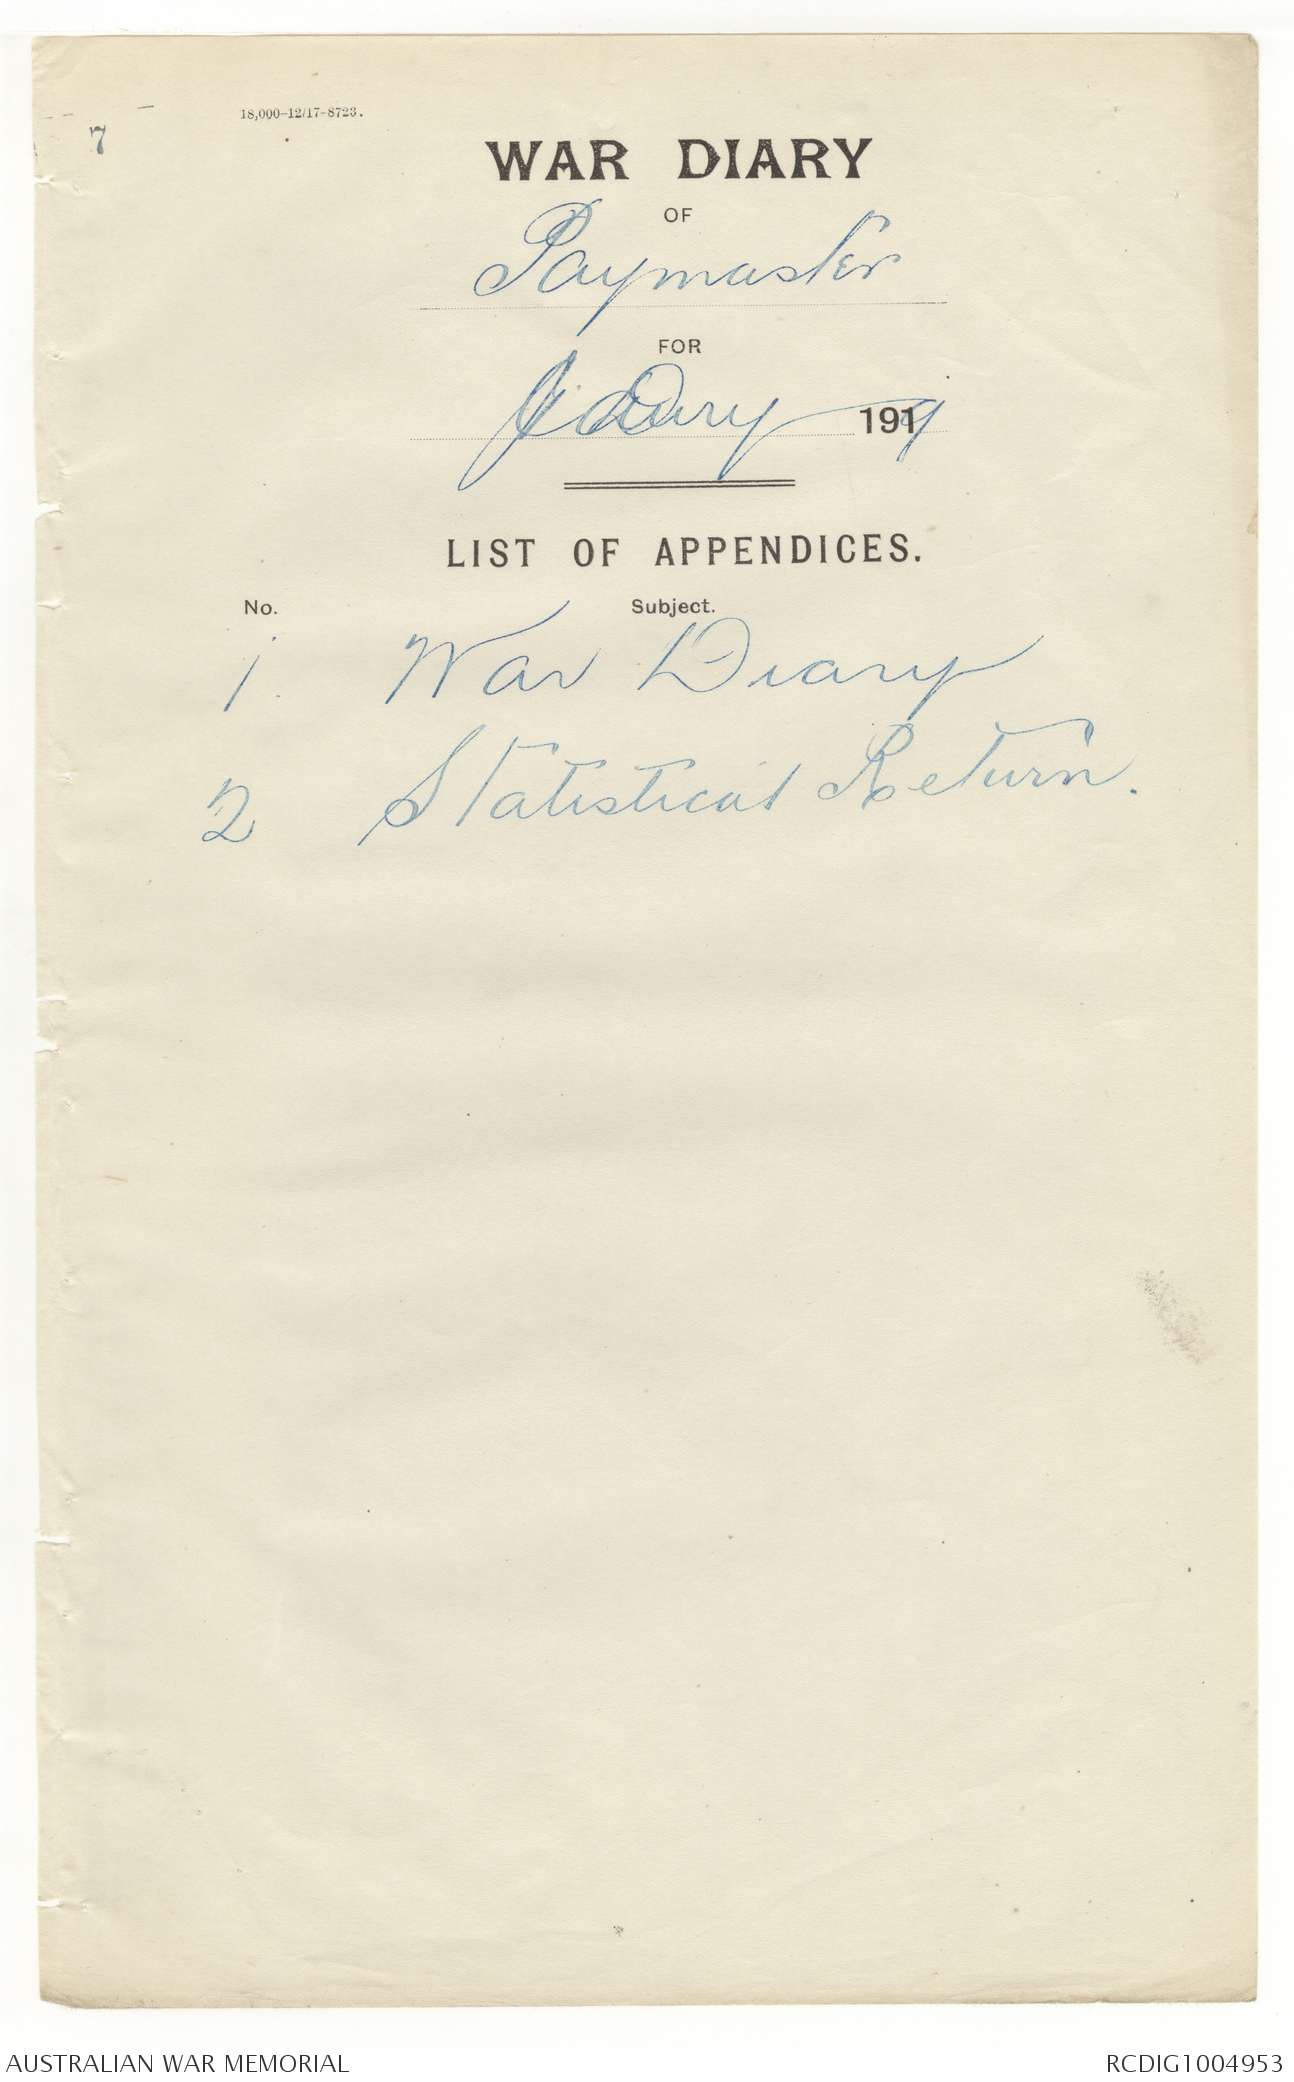 18,000–12/17–8723.
7
WAR DIARY
OF
Paymaster
FOR
191
LIST OF APPENDICES.
No. Subject.
1. War Diary
2 Statistical Return.
AUSTRALIAN WAR MEMORIAL RCDIG1004953